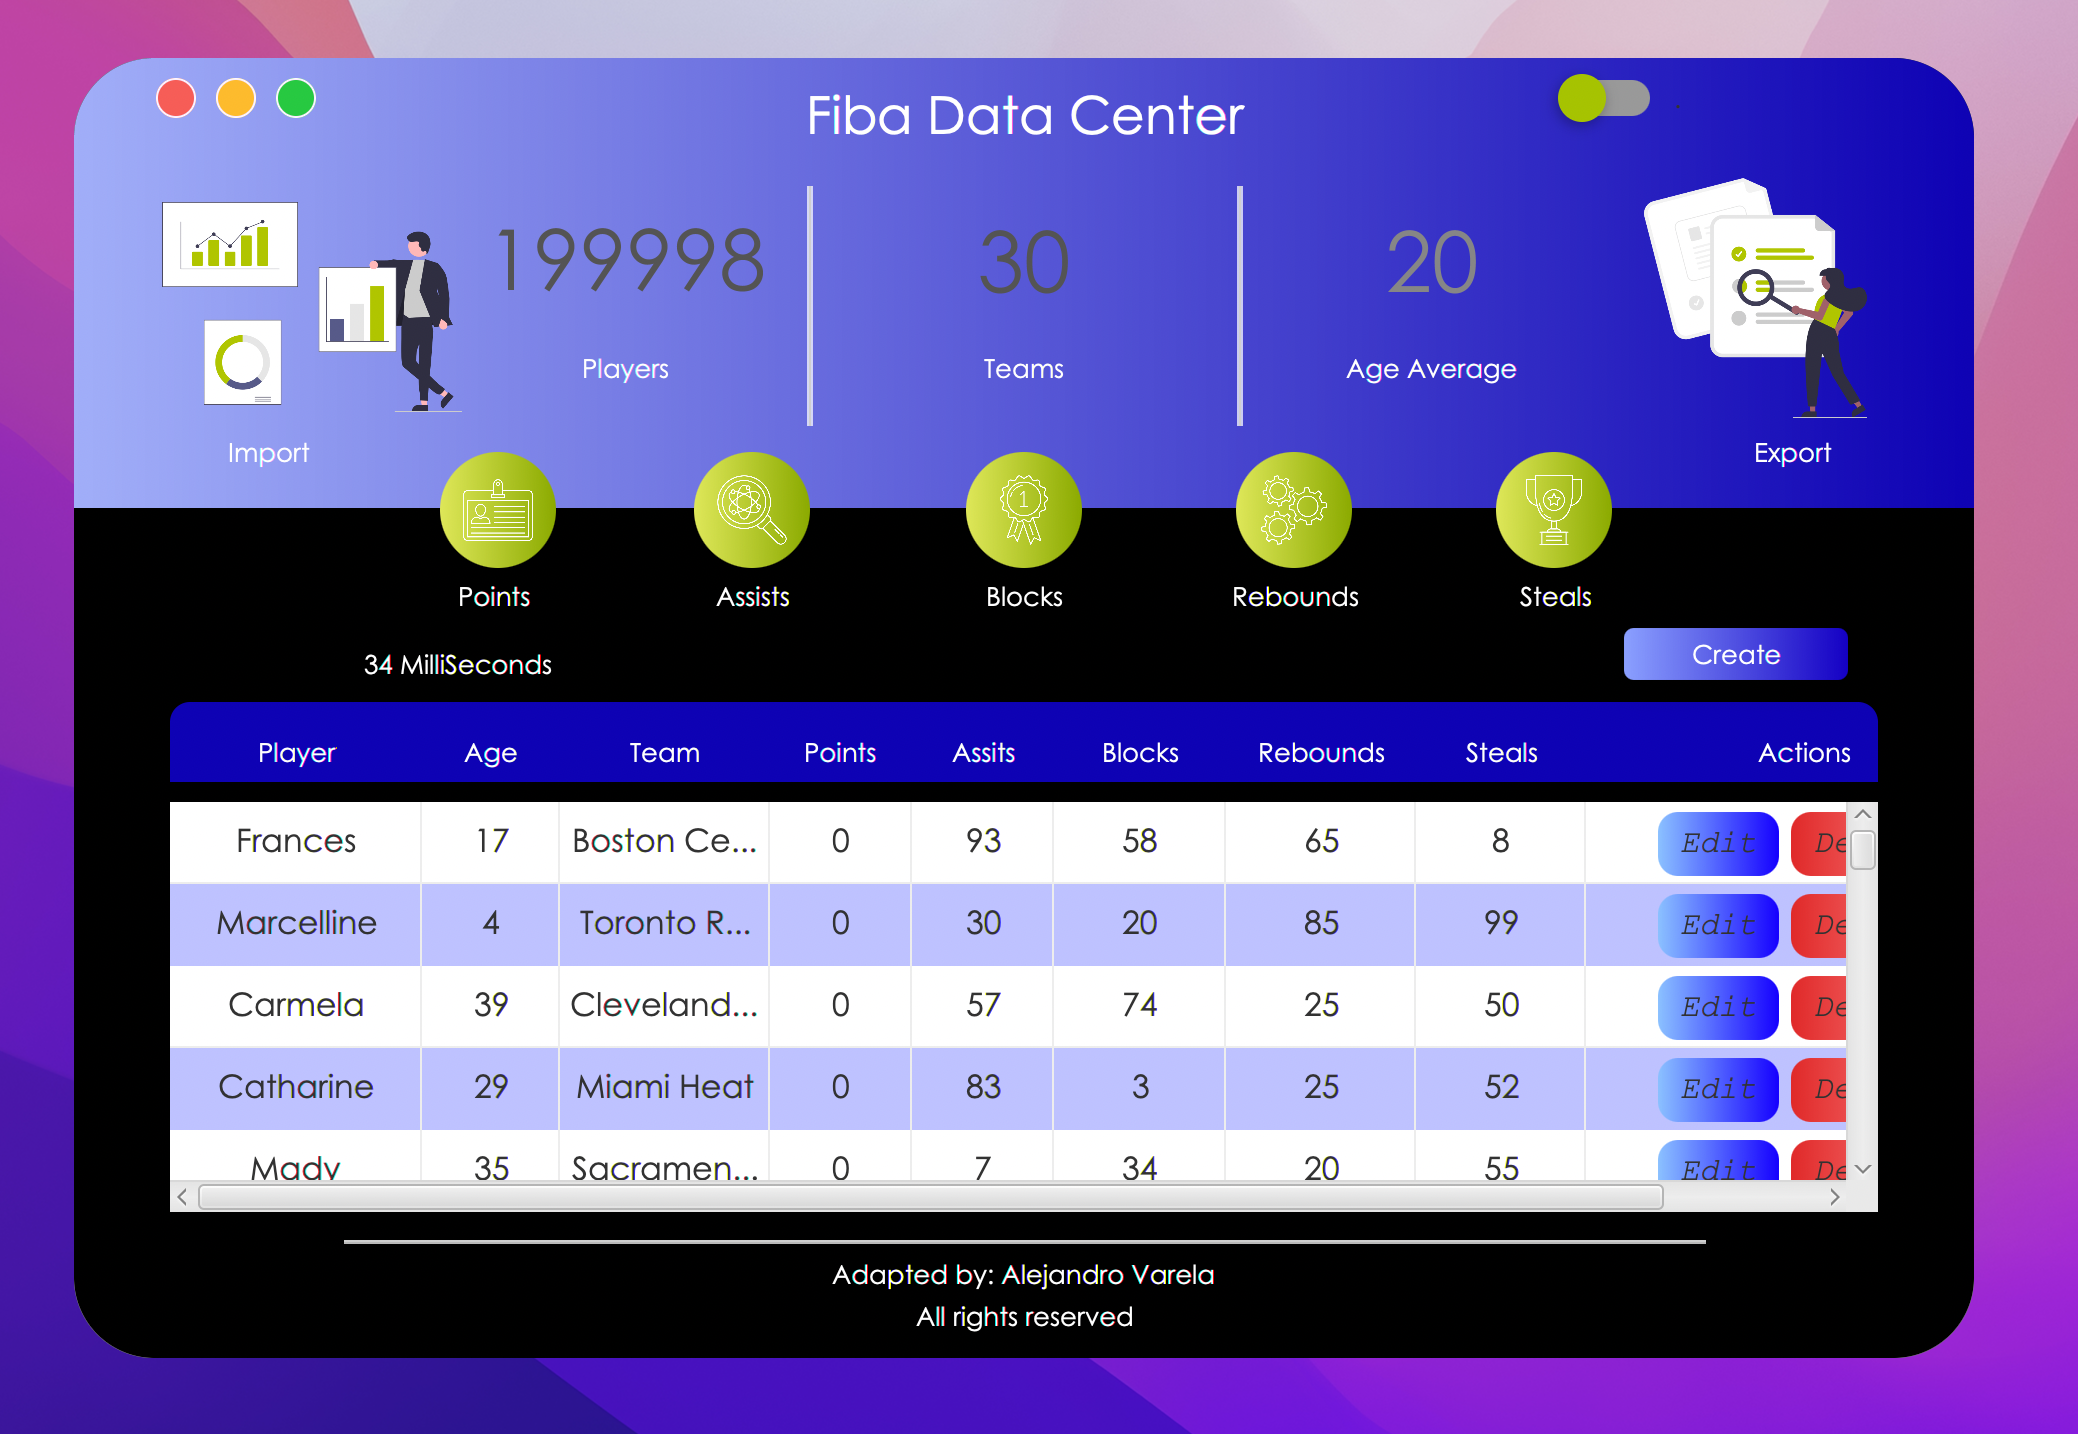 Fiba Data Center
199998
30
20
Players
Teams
Age Average
Import
Export
1
Points
Assists
Blocks
Rebounds
Steals
34 MilliSeconds
Create
Player Age Team Points Assits Blocks Rebounds Steals Actions
Frances 17 Boston Ce... 0 93 58 65 8 Edit De
Marcelline 4 Toronto R... 0 30 20 85 99 Edit De
Carmela 39 Cleveland... 0 57 74 25 50 Edit De
Catharine 29 Miami Heat 0 83 3 25 52 Edit De
Mady 35 Sacramen... 0 7 34 20 55 Edit De
Adapted by: Alejandro Varela
All rights reserved